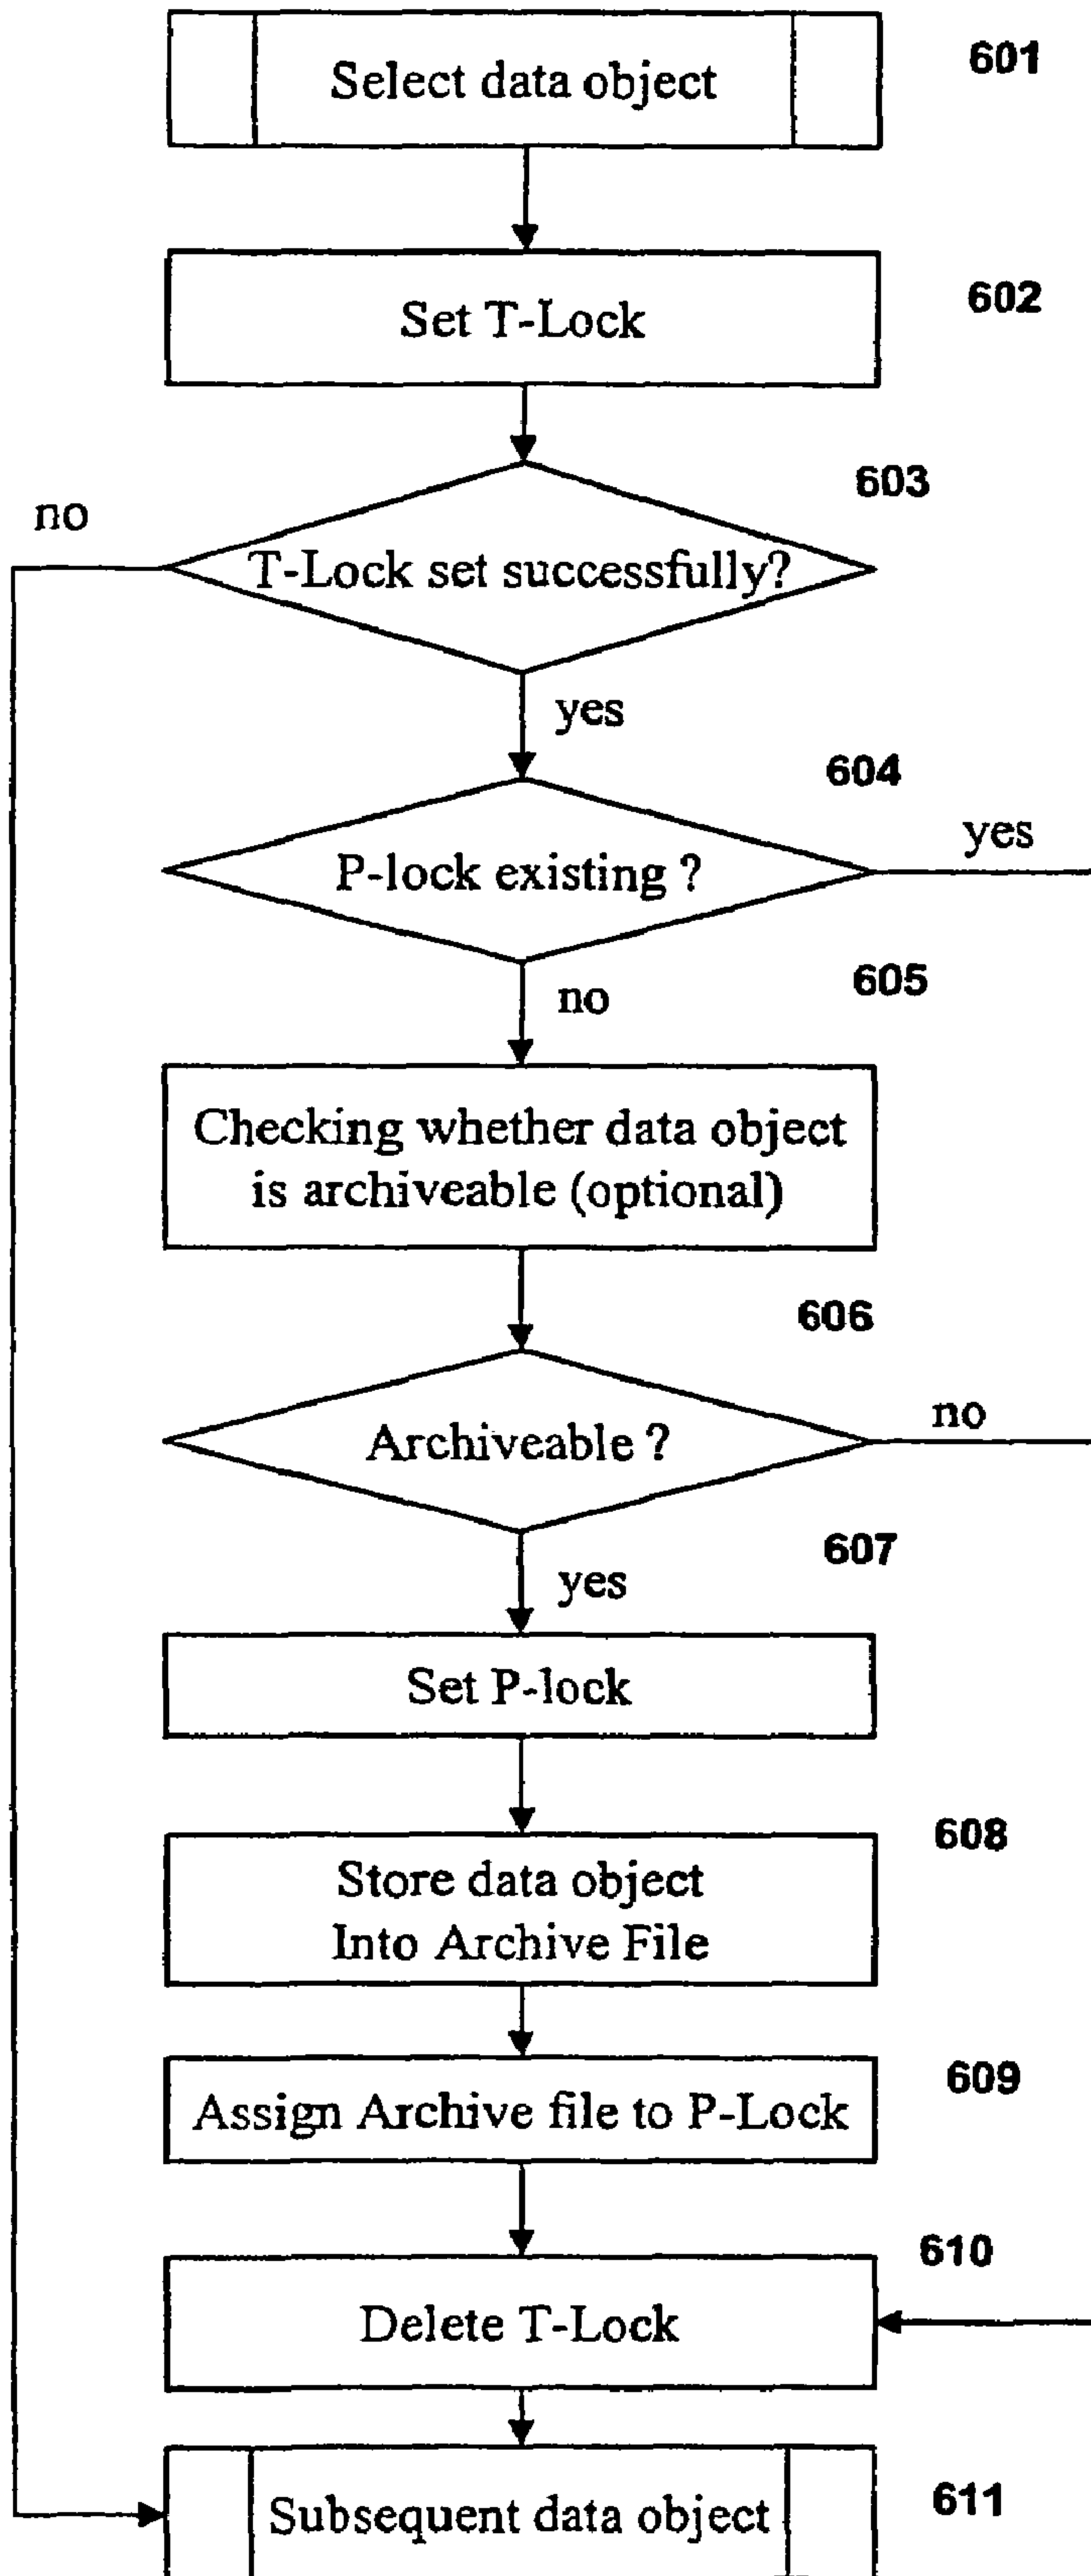 Select data object
601
Set T-Lock
602
603
no
T-Lock set successfully?
yes
604
yes
P-lock existing ?
605
no
Checking whether data object
is archiveable (optional)
606
no
Archiveable ?
607
yes
Set P-lock
608
Store data object
Into Archive File
609
Assign Archive file to P-Lock
610
Delete T-Lock
611
Subsequent data object